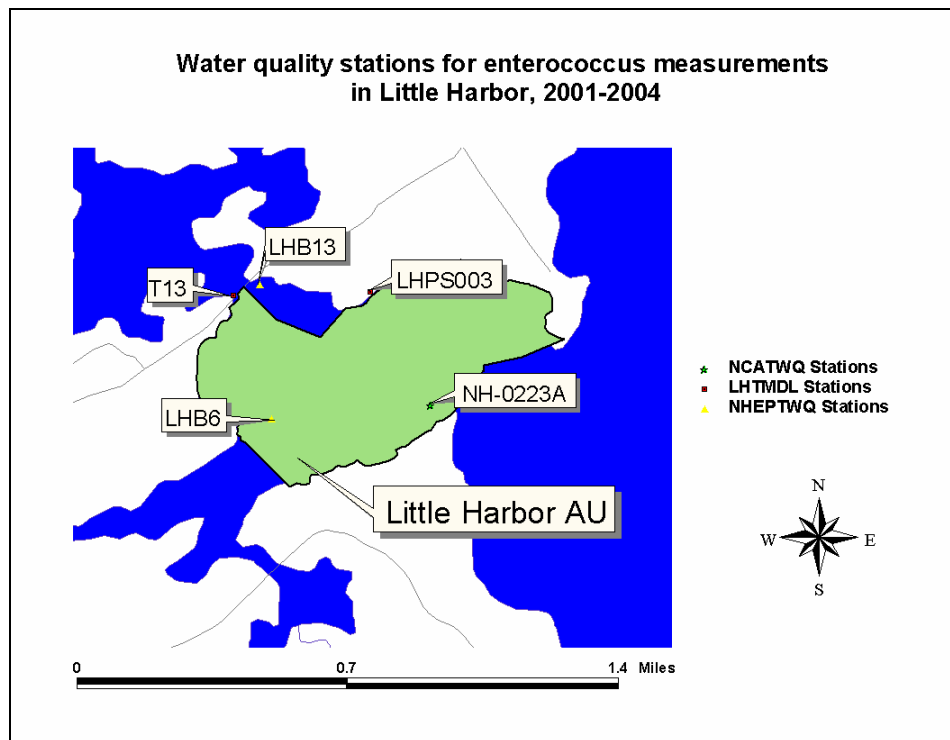 Water quality stations for enterococcus measurements
in Little Harbor, 2001-2004
LHB13
T13
LHPS003
NCATWQ Stations
LHTMDL Stations
NHEPTWQ Stations
NH-0223A
LHB6
Little Harbor AU
N
W E
S
0 0.7 1.4 Miles